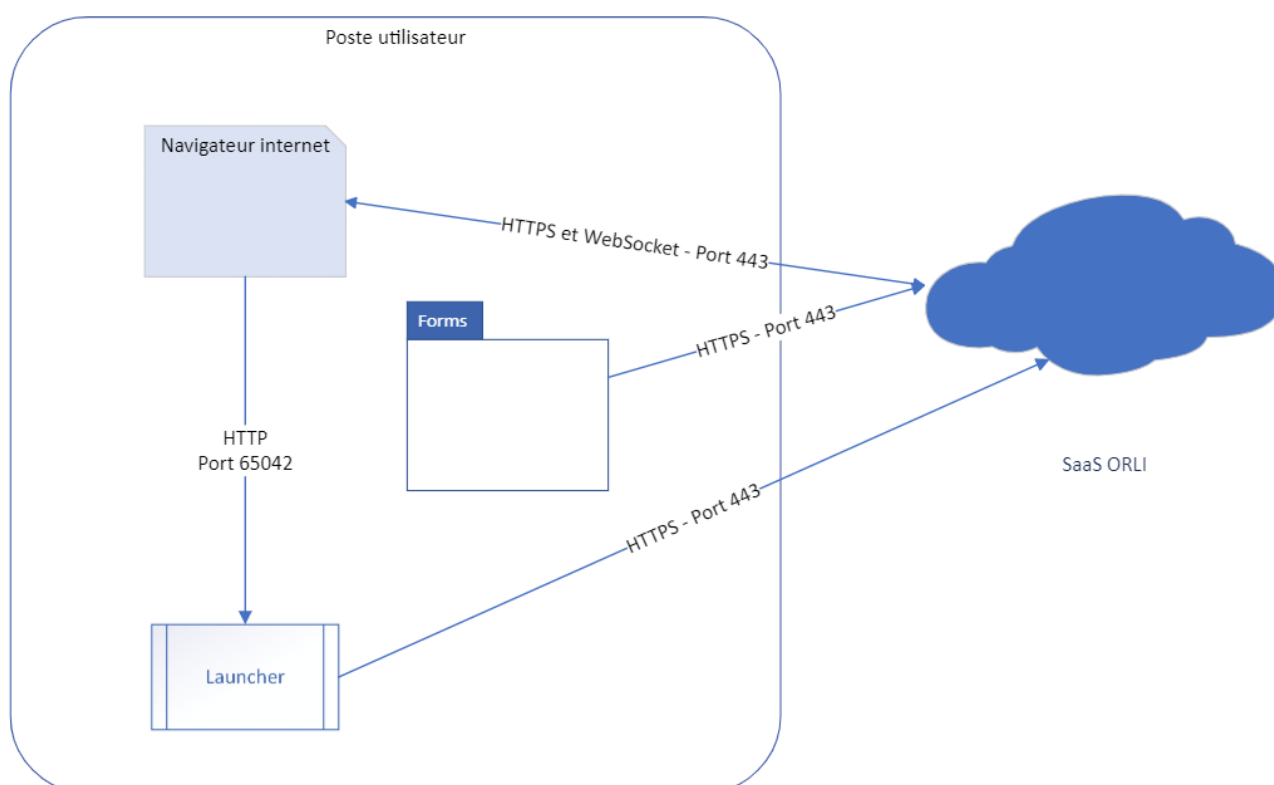 Poste utilisateur
Navigateur internet
HTTPS et WebSocket - Port 443
Forms
HTTPS - Port 443
HTTP
Port 65042
SaaS ORLI
HTTPS - Port 443
Launcher